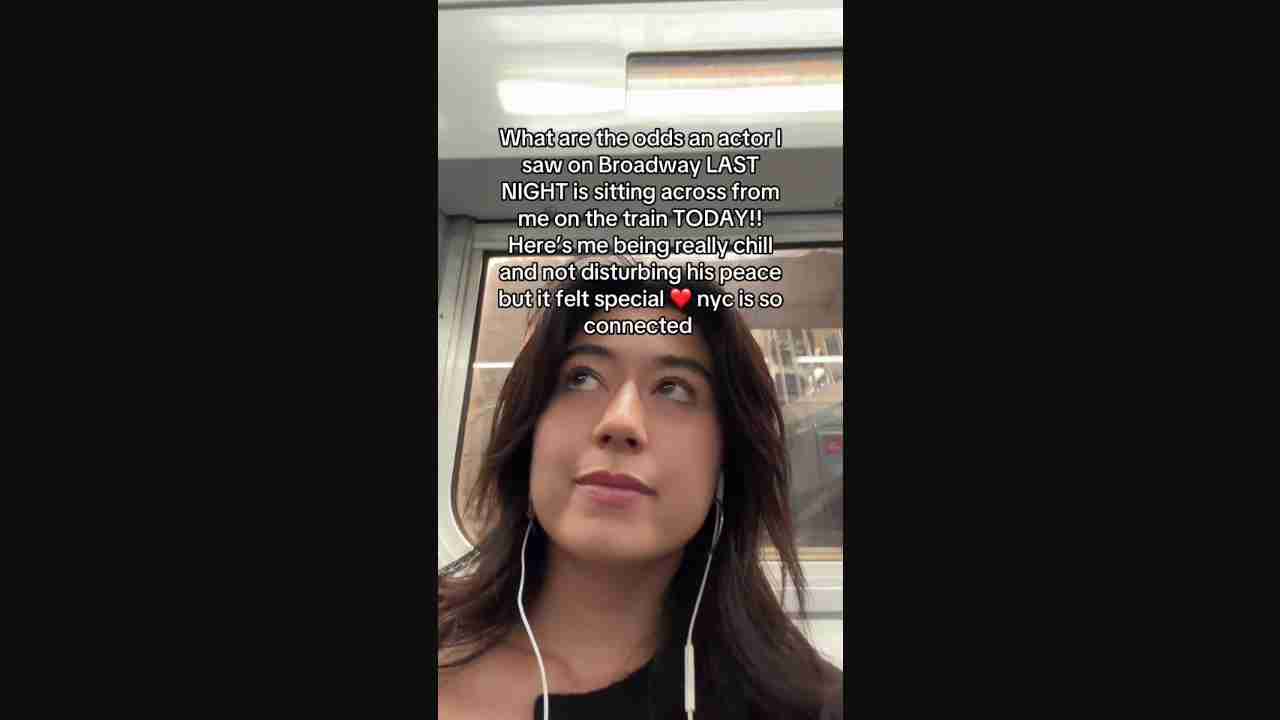 What are the odds an actor I
saw on Broadway LAST
NIGHT is sitting across from
me on the train TODAY!!
Here's me being really chill
and not disturbing his peace
but it felt special ❤️ nyc is so
connected